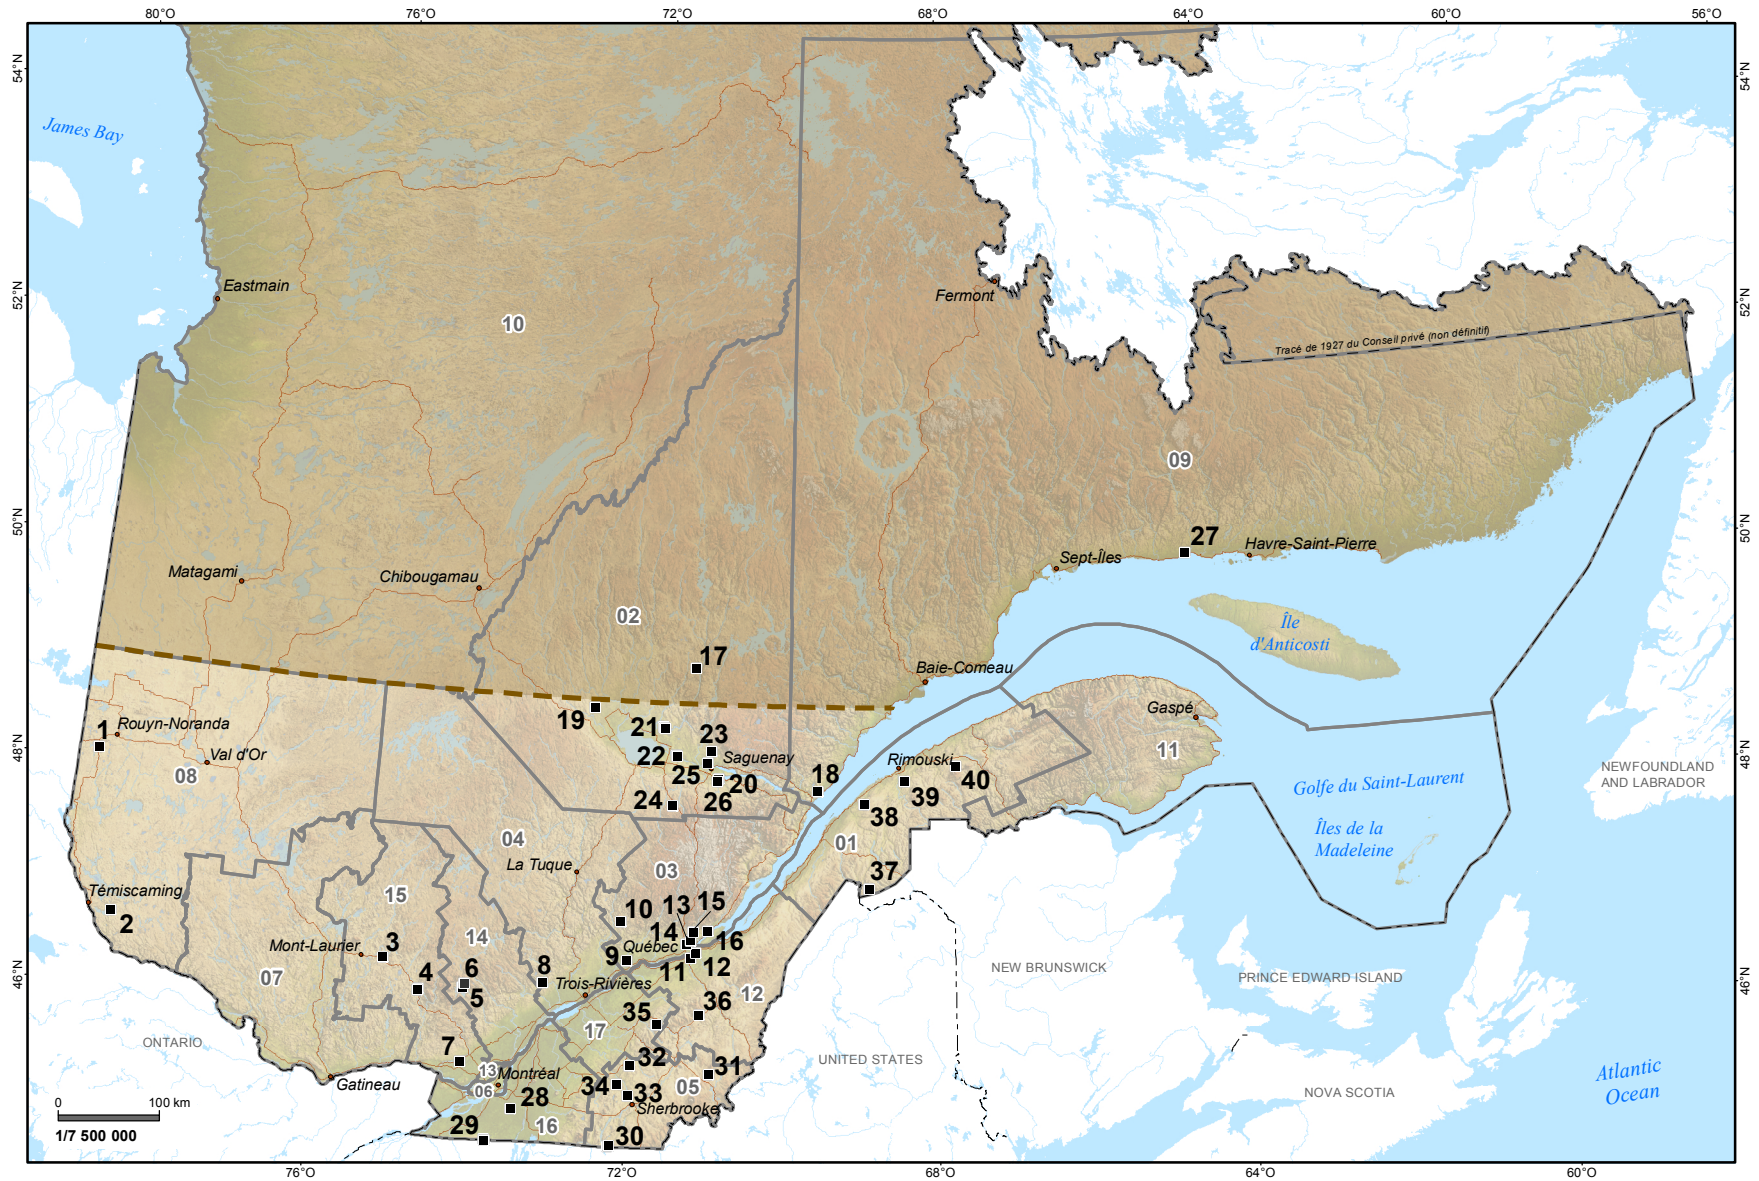 80°O
76°O
72°O
68°O
64°O
60°O
56°O
54°N
54°N
James Bay
Eastmain
52°N
Fermont
52°N
10
Tracé de 1927 du Conseil privé (non définitif)
09
50°N
50°N
27
Matagami
Chibougamau
Sept-Îles
Havre-Saint-Pierre
02
Île
d'Anticosti
17
Baie-Comeau
19
1
Rouyn-Noranda
21
23
Gaspé
48°N
Val d'Or
08
22
Saguenay
25
20
18
Rimouski
40
11
48°N
24
26
39
38
NEWFOUNDLAND
AND LABRADOR
Golfe du Saint-Laurent
Îles de la
Madeleine
04
01
La Tuque
03
37
Témiscaming
15
2
10
13
15
14
14
16
Mont-Laurier
3
Québec
9
11
12
46°N
07
4
6
5
8
Trois-Rivières
12
36
NEW BRUNSWICK
PRINCE EDWARD ISLAND
46°N
35
17
ONTARIO
7
32
31
UNITED STATES
13
Montréal
06
34
33
05
Gatineau
28
Sherbrooke
NOVA SCOTIA
Atlantic
Ocean
0
100 km
1/7 500 000
29
16
30
76°O
72°O
68°O
64°O
60°O